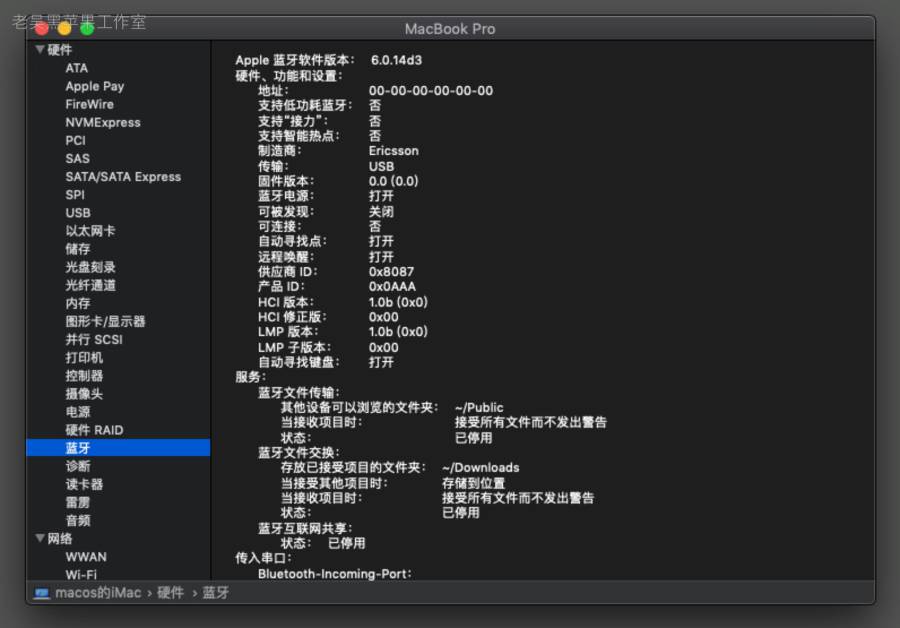 老吴黑苹果工作室
MacBook Pro
硬件
ATA
Apple Pay
FireWire
NVMExpress
PCI
SAS
SATA/SATA Express
SPI
USB
以太网卡
储存
光盘刻录
光纤通道
内存
图形卡/显示器
并行 SCSI
打印机
控制器
摄像头
电源
硬件 RAID
蓝牙
诊断
读卡器
雷雳
音频
网络
WWAN
Wi-Fi
Apple 蓝牙软件版本： 6.0.14d3
硬件、功能和设置：
地址： 00-00-00-00-00-00
支持低功耗蓝牙： 否
支持“接力”： 否
支持智能热点： 否
制造商： Ericsson
传输： USB
固件版本： 0.0 (0.0)
蓝牙电源： 打开
可被发现： 关闭
可连接： 否
自动寻找点： 打开
远程唤醒： 打开
供应商 ID： 0x8087
产品 ID： 0x0AAA
HCI 版本： 1.0b (0x0)
HCI 修正版： 0x00
LMP 版本： 1.0b (0x0)
LMP 子版本： 0x00
自动寻找键盘： 打开
服务：
蓝牙文件传输：
其他设备可以浏览的文件夹： ~/Public
当接收项目时： 接受所有文件而不发出警告
状态： 已停用
蓝牙文件交换：
存放已接受项目的文件夹： ~/Downloads
当接受其他项目时： 存储到位置
当接收项目时： 接受所有文件而不发出警告
状态： 已停用
蓝牙互联网共享：
状态： 已停用
传入串口：
Bluetooth-Incoming-Port：
macos的iMac › 硬件 › 蓝牙